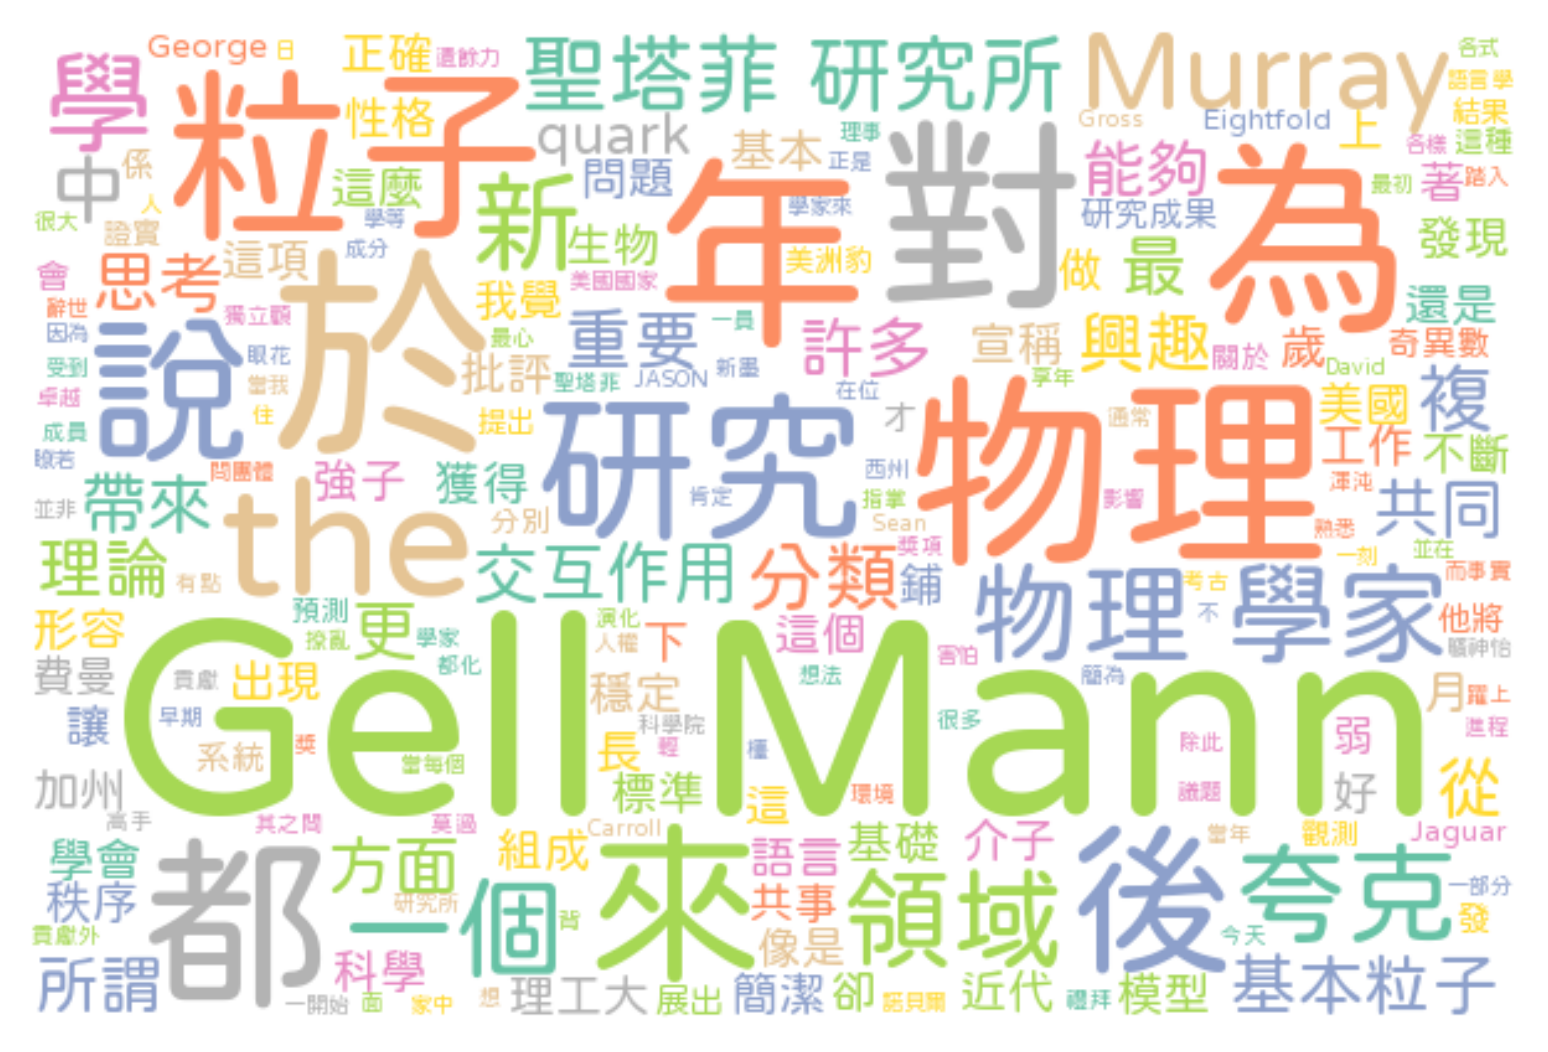 George 日 正確 遺餘力 聖塔菲 研究所 Murray 各式
學 粒子 性格 quark 基本 理事 Gross Eightfold 上 語言學 結果
中 係 這麼 新 問題 年 正是 對 能夠 為 各樣 這種
很大 人 證實 學等 成分 生物 學家來 研究成果 最初 著 踏入
會 思考 這項 於 我覺 美國國家 美洲豹 做 最 發現
辭世 獨立顧 最心 重要 一員 許多 宣稱 興趣 歲 還是
因為 說 眼花 批評 新墨 關於 奇異數
受到 當我 聖塔菲 JASON 在位 享年 David
卓越 住 提出 研究 才 物理 通常 美國 複
成員 工作 不斷
瞭若 問團體 強子 獲得 西州 渾沌
帶來 the 肯定 指掌 影響 共同
並非 分別 Sean 熟悉
理論 有點 交互作用 分類 獎項 一刻 並在
鋪 物理 學家 考古 而事實
形容 預測 更 演化 這個 不 他將
撩亂 學家 人權 下 害怕 曠神怡
費曼 貢獻 出現 都化 穩定 想法 簡為 月 躍上
Gell Mann
讓 早期 獎 科學院 很多 弱 進程
系統 當每個 長 輕 檯 除此
加州 標準 這 環境 議題 好 從
高手 其之間 莫過 Carroll 當年 觀測 Jaguar
學會 都 方面 組成 來 語言 基礎 介子 後 夸克
秩序 研究所 一個 背 共事 領域 一部分
貢獻外 像是 今天 發
所謂 科學 基本粒子
一開始 面 家中 想 理工大 展出 簡潔 卻 諾貝爾 近代 禮拜 模型